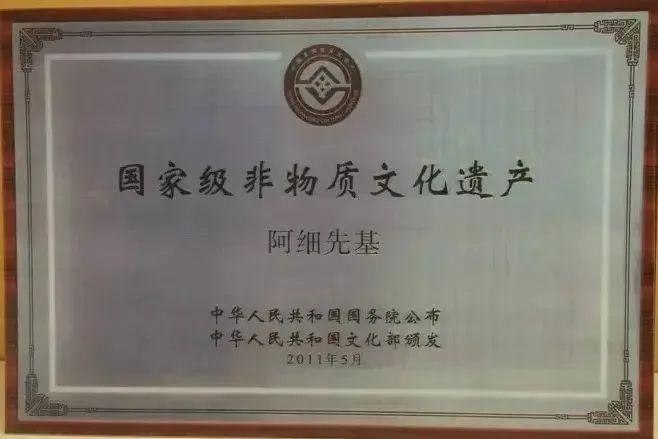 国家级非物质文化遗产
阿细先基
中华人民共和国国务院公布
中华人民共和国文化部颁发
2011年5月